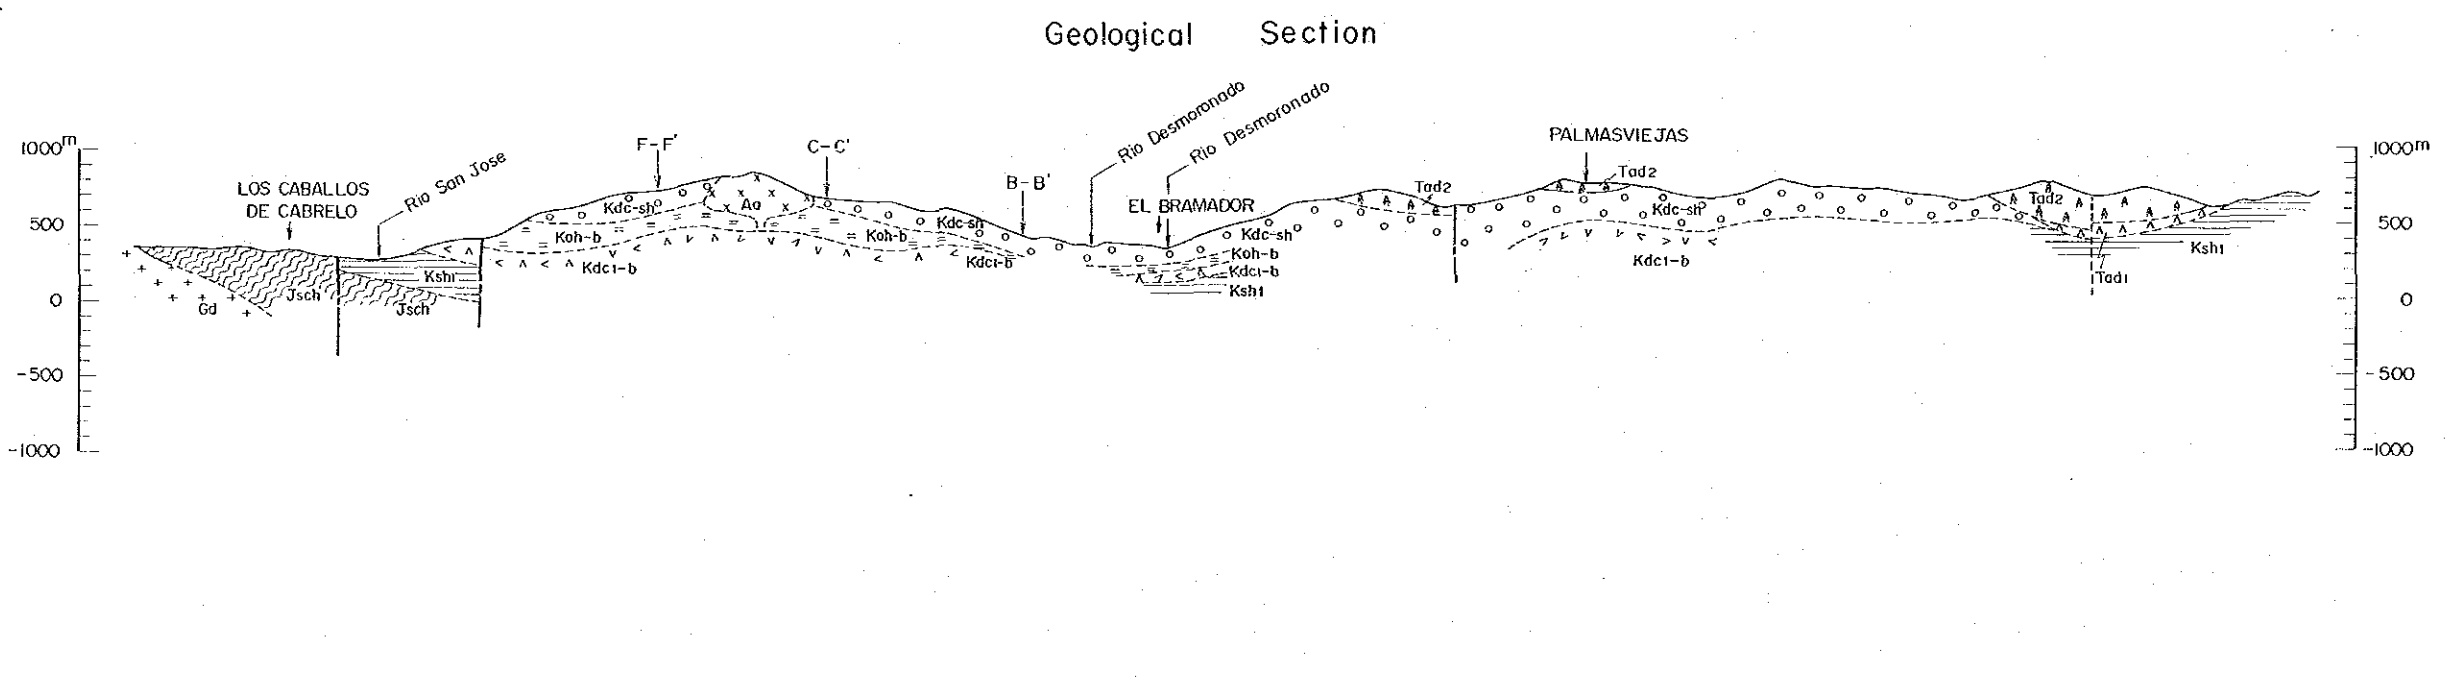 Geological Section
Rio Desmoronado
Rio Desmoronado
1000m
F-F'
C-C'
PALMASVIEJAS
1000m
Rio San Jose
Tad2
LOS CABALLOS
DE CABRELO
B-B'
Tad2
EL BRAMADOR
Tad2
Kdc-sh
Ao
Kdc-sh
Kdc-sh
500
Kdc-sh
500
Koh-b
Koh-b
Ksh1
Koh-b
Kdc1-b
Kdc1-b
Kdc1-b
Kdc1-b
Ksh1
Tad1
Jsch
Ksh1
0
Gd
Jsch
0
-500
-500
-1000
-1000